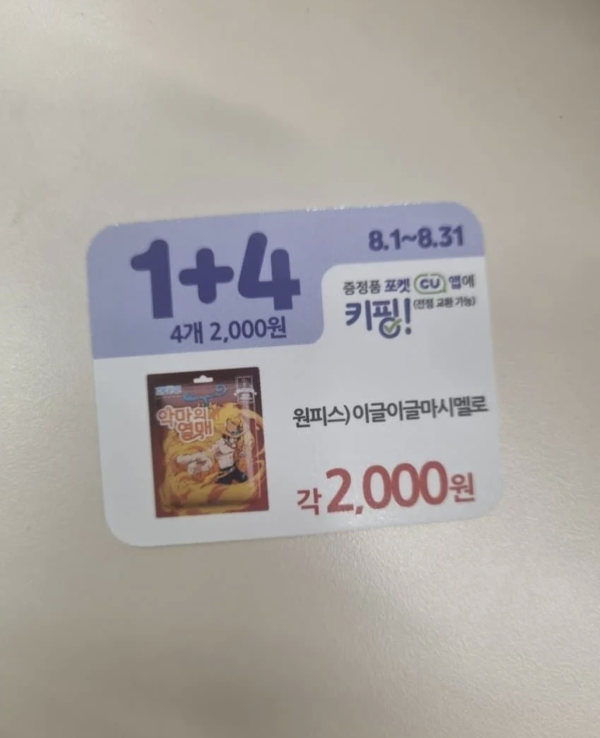 1+4
4개 2,000원
8.1~8.31
증정품 포켓 CU 앱에
키핑! (전점 교환 가능)
악마의
열매
원피스)이글이글마시멜로
각 2,000원